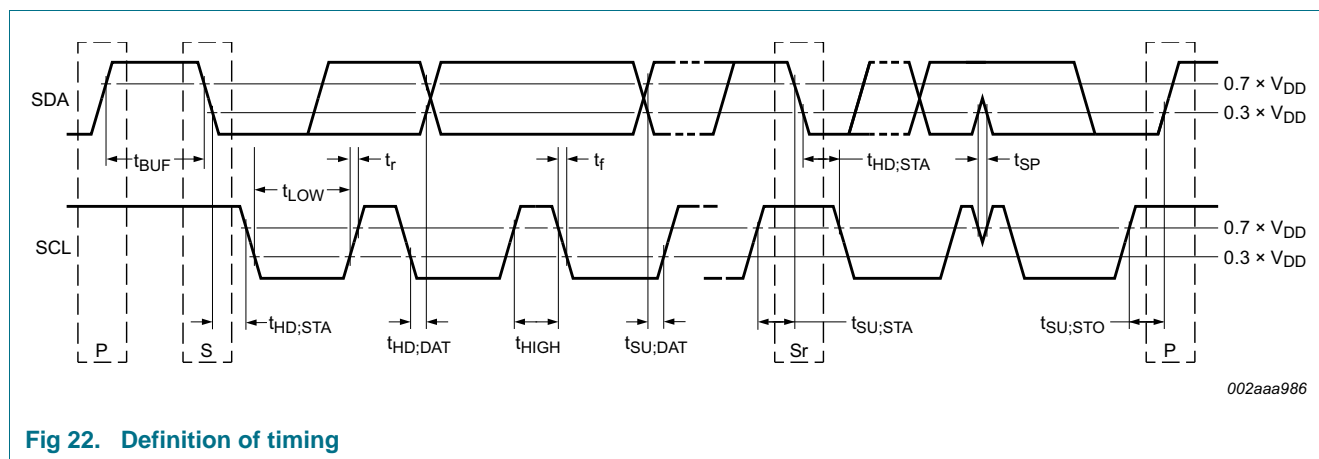 SDA
0.7 × VDD
0.3 × VDD
tBUF
tLOW
tr
tf
tHD;STA
tSP
SCL
0.7 × VDD
0.3 × VDD
tHD;STA
tHD;DAT
tHIGH
tSU;DAT
tSU;STA
tSU;STO
P
S
Sr
P
002aaa986
Fig 22. Definition of timing